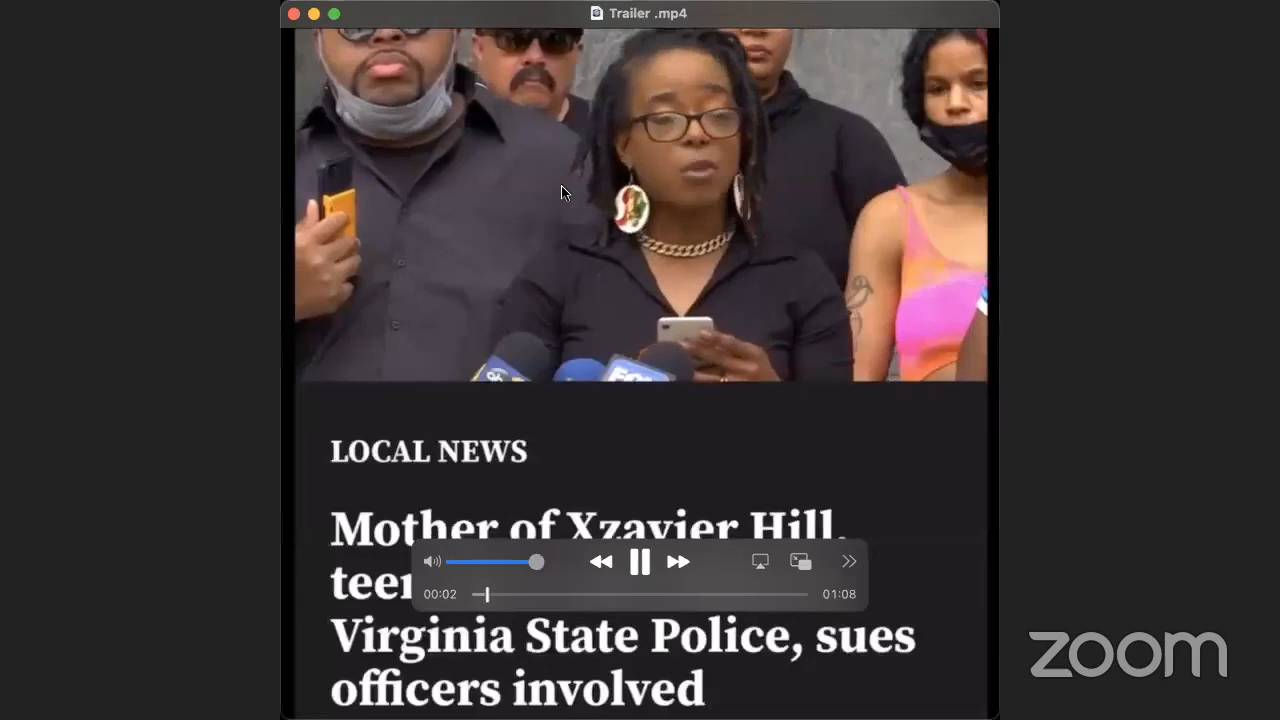 Trailer .mp4
LOCAL NEWS
Mother of Xzavier Hill,
teen
Virginia State Police, sues
officers involved
00:02
01:08
zoom